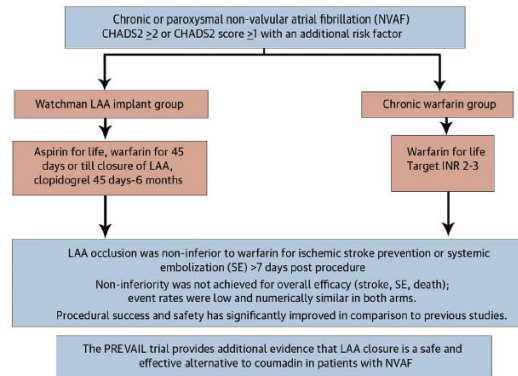 Chronic or paroxysmal non-valvular atrial fibrillation (NVAF)
CHADS2 ≥2 or CHADS2 score ≥1 with an additional risk factor
Watchman LAA implant group
Chronic warfarin group
Aspirin for life, warfarin for 45
days or till closure of LAA,
clopidogrel 45 days-6 months
Warfarin for life
Target INR 2-3
LAA occlusion was non-inferior to warfarin for ischemic stroke prevention or systemic
embolization (SE) >7 days post procedure
Non-inferiority was not achieved for overall efficacy (stroke, SE, death);
event rates were low and numerically similar in both arms.
Procedural success and safety has significantly improved in comparison to previous studies.
The PREVAIL trial provides additional evidence that LAA closure is a safe and
effective alternative to coumadin in patients with NVAF